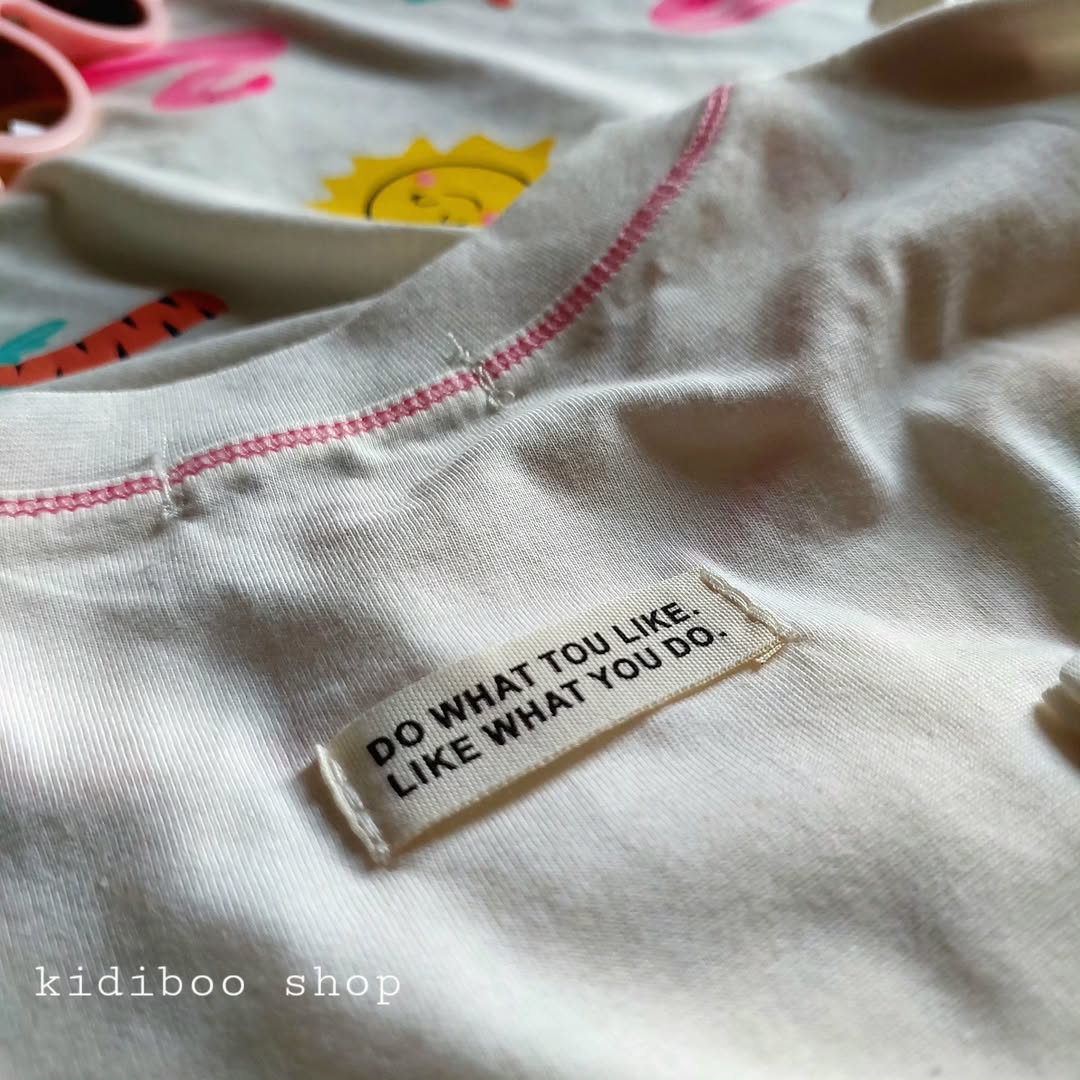 DO WHAT TOU LIKE.
LIKE WHAT YOU DO.
kidiboo shop